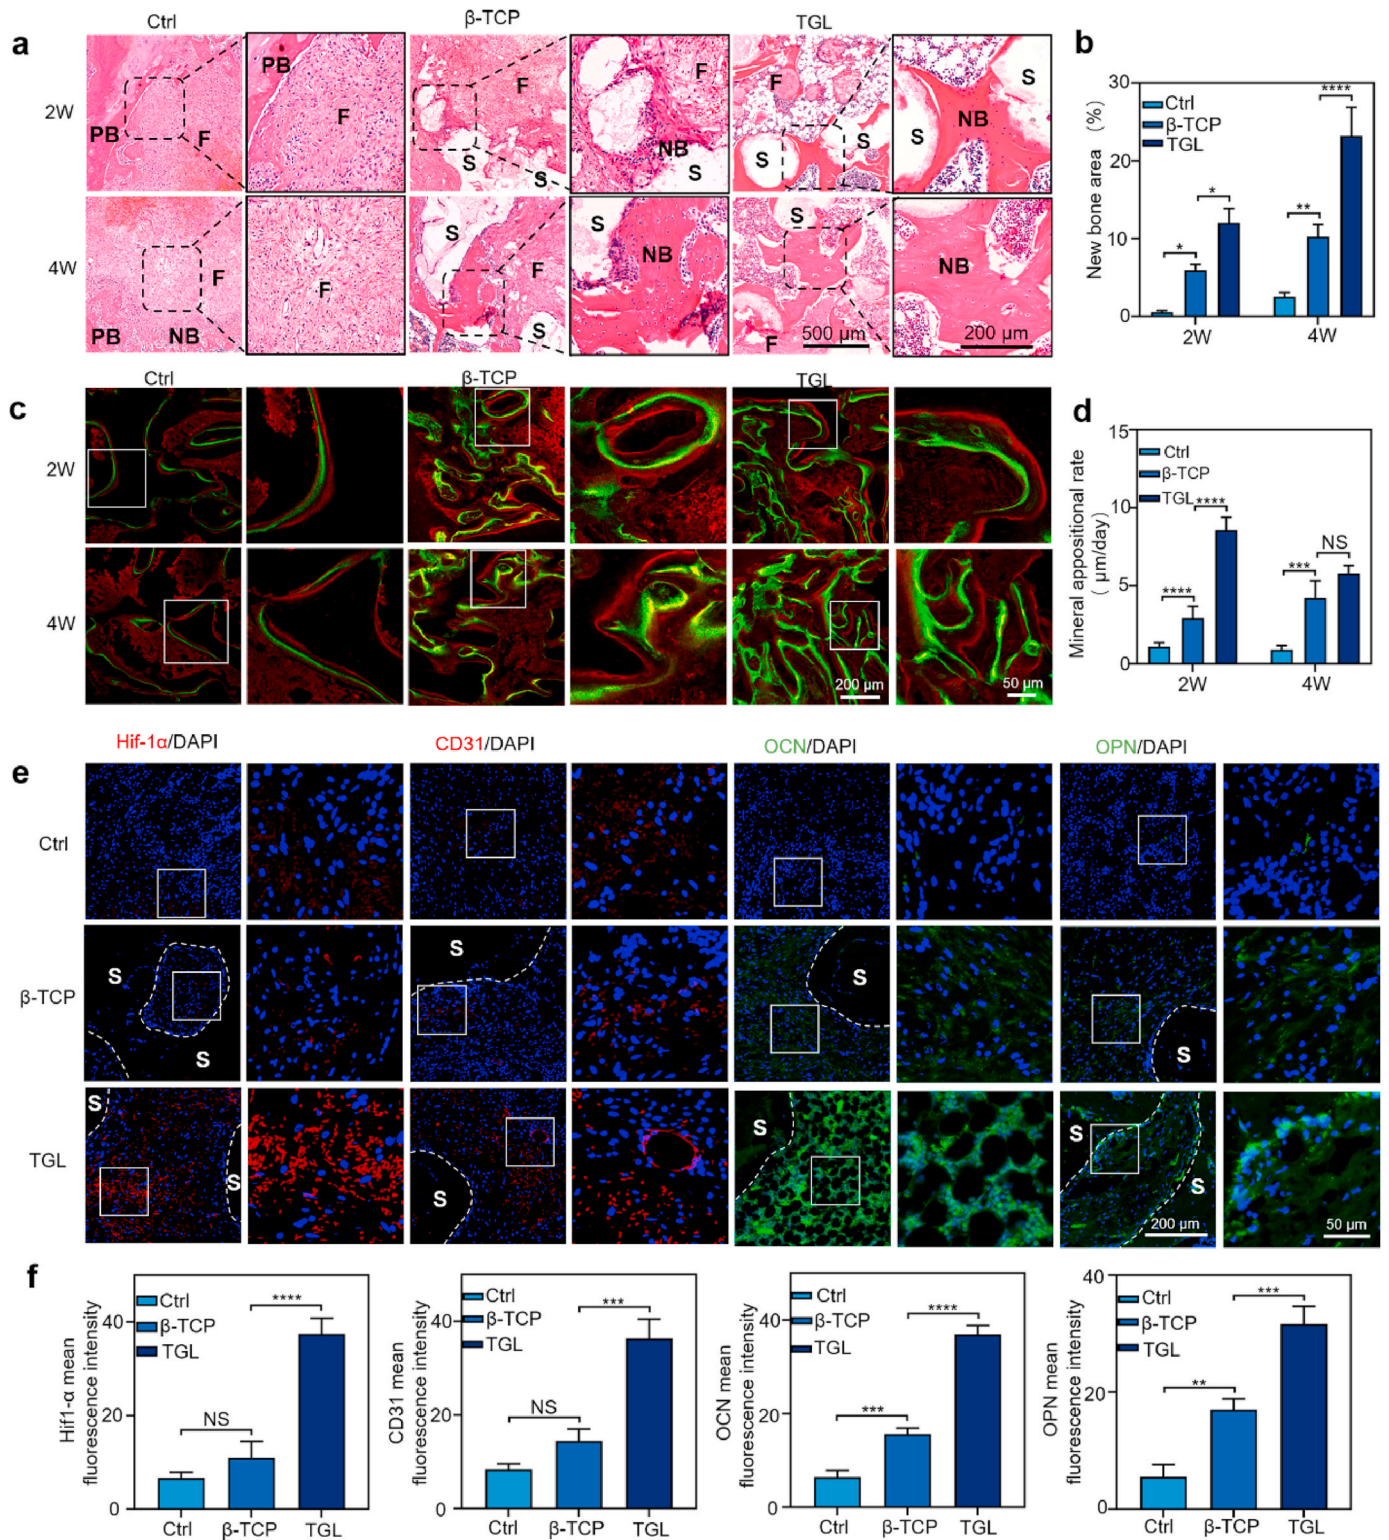 a
Ctrl
β-TCP
TGL
2W
PB
F
PB
F
F
S
S
F
NB
S
F
S
S
S
NB
4W
F
PB
NB
F
S
F
S
S
NB
S
F
500 μm
NB
200 μm
b
New bone area (%)
30
20
10
0
Ctrl
β-TCP
TGL
*
*
**
****
2W
4W
c
Ctrl
β-TCP
TGL
2W
4W
200 μm
50 μm
d
Mineral appositional rate
( μm/day)
15
10
5
0
Ctrl
β-TCP
TGL
****
****
***
NS
2W
4W
e
Hif-1α/DAPI
CD31/DAPI
OCN/DAPI
OPN/DAPI
Ctrl
β-TCP
S
S
S
S
S
TGL
S
S
S
S
S
S
200 μm
50 μm
f
Hif1-α mean
fluorescence intensity
40
20
0
Ctrl
β-TCP
TGL
NS
****
Ctrl
β-TCP
TGL
CD31 mean
fluorescence intensity
40
20
0
Ctrl
β-TCP
TGL
NS
***
Ctrl
β-TCP
TGL
OCN mean
fluorescence intensity
40
20
0
Ctrl
β-TCP
TGL
***
****
Ctrl
β-TCP
TGL
OPN mean
fluorescence intensity
40
20
0
Ctrl
β-TCP
TGL
**
***
Ctrl
β-TCP
TGL